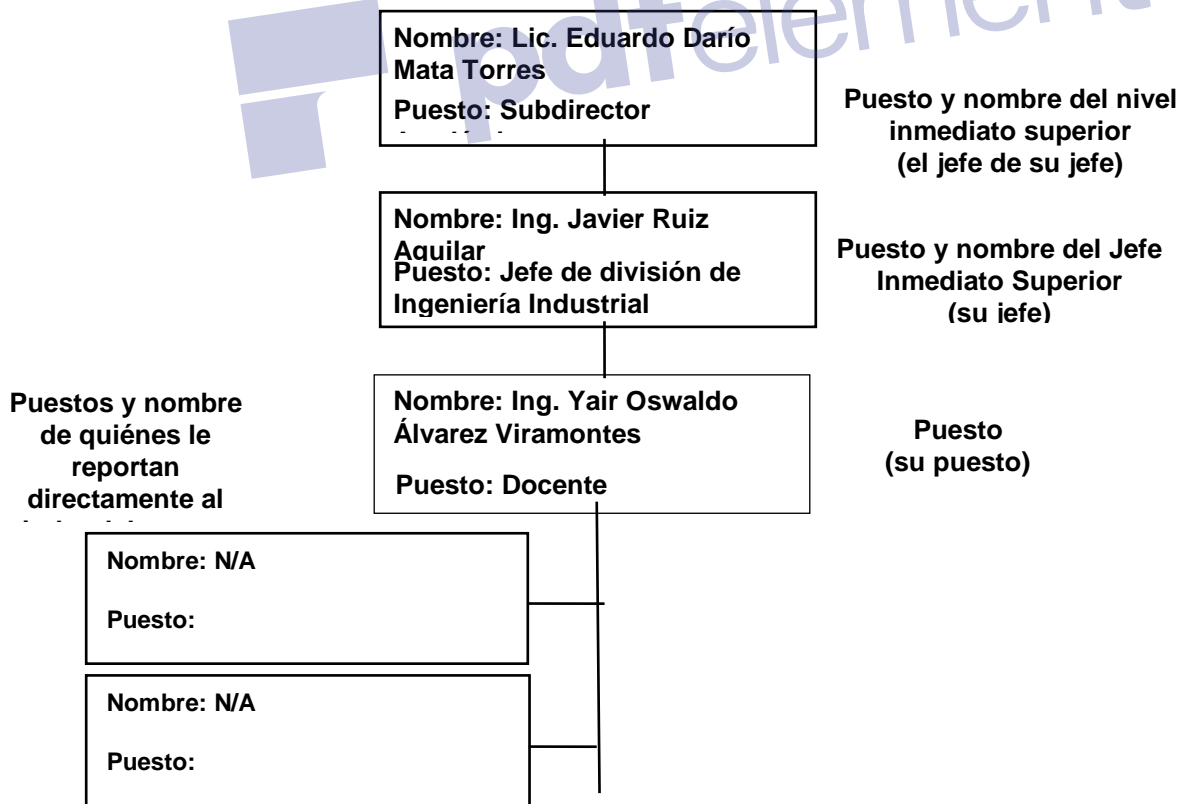 pdfelement
Nombre: Lic. Eduardo Darío
Mata Torres
Puesto: Subdirector
Puesto y nombre del nivel
inmediato superior
(el jefe de su jefe)
Nombre: Ing. Javier Ruiz
Aguilar
Puesto: Jefe de división de
Ingeniería Industrial
Puesto y nombre del Jefe
Inmediato Superior
(su jefe)
Puestos y nombre
de quiénes le
reportan
directamente al
Nombre: Ing. Yair Oswaldo
Álvarez Viramontes
Puesto: Docente
Puesto
(su puesto)
Nombre: N/A
Puesto:
Nombre: N/A
Puesto: